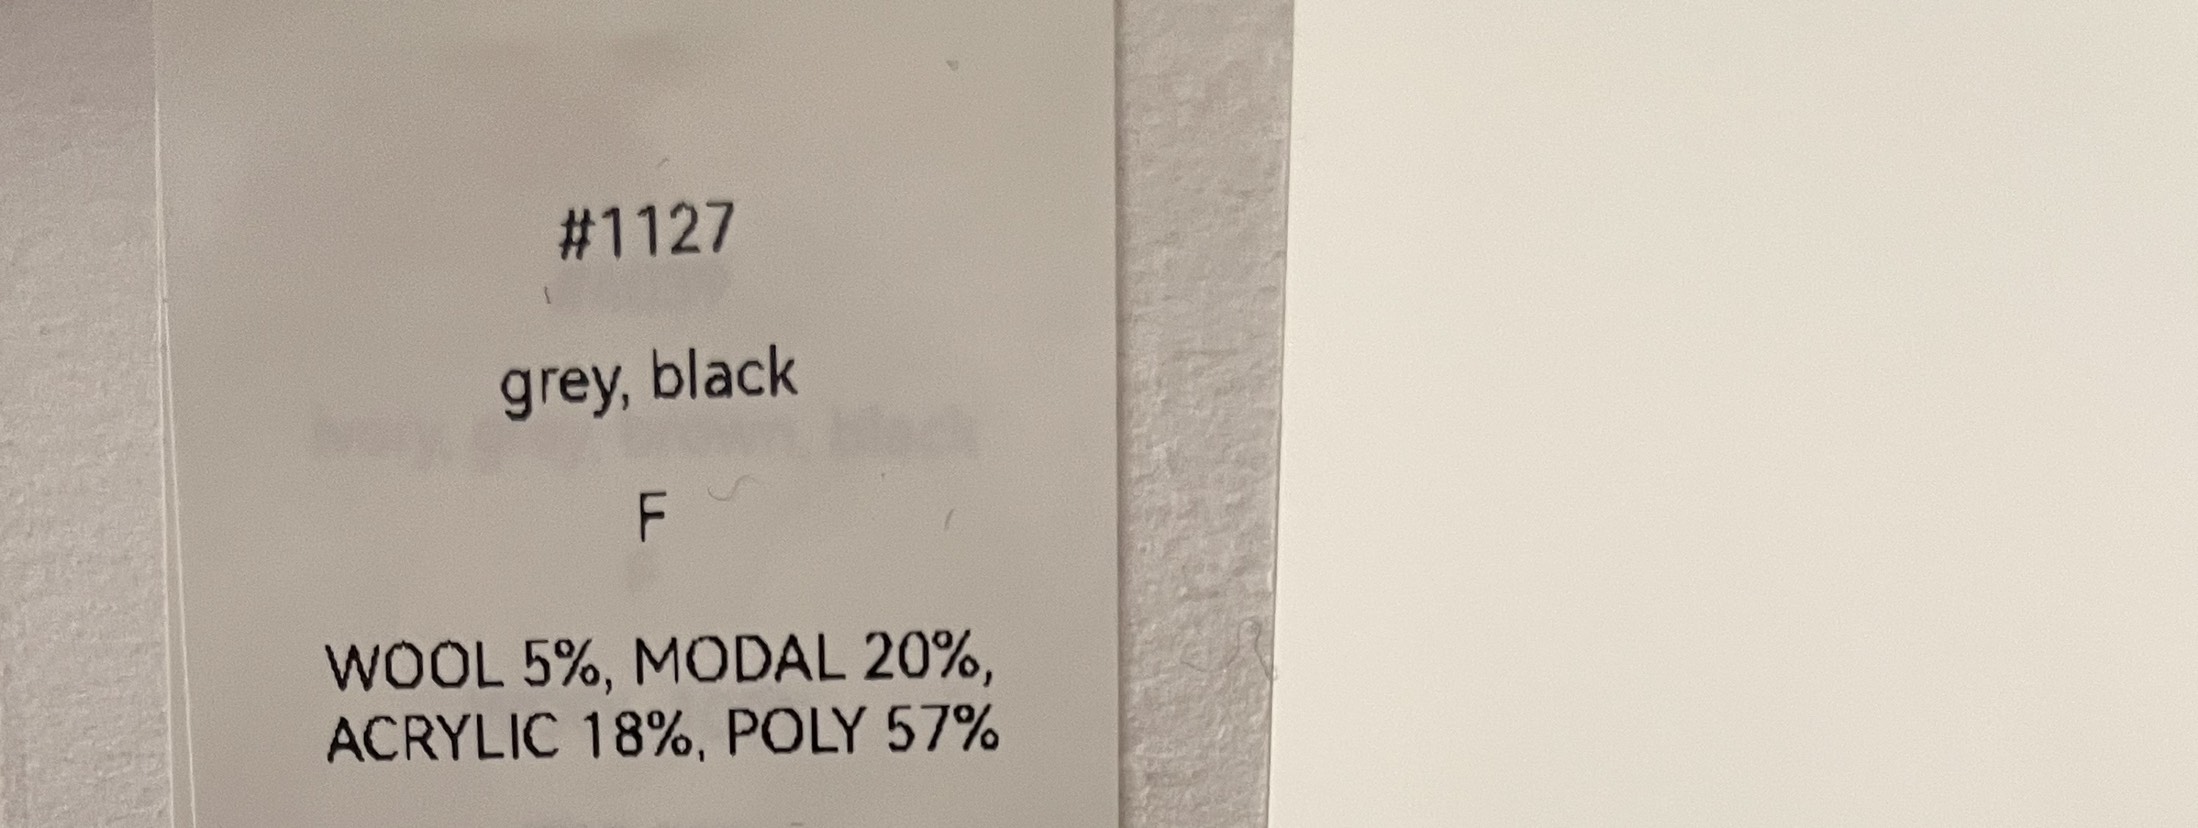 #1127
grey, black
F
WOOL 5%, MODAL 20%,
ACRYLIC 18%, POLY 57%